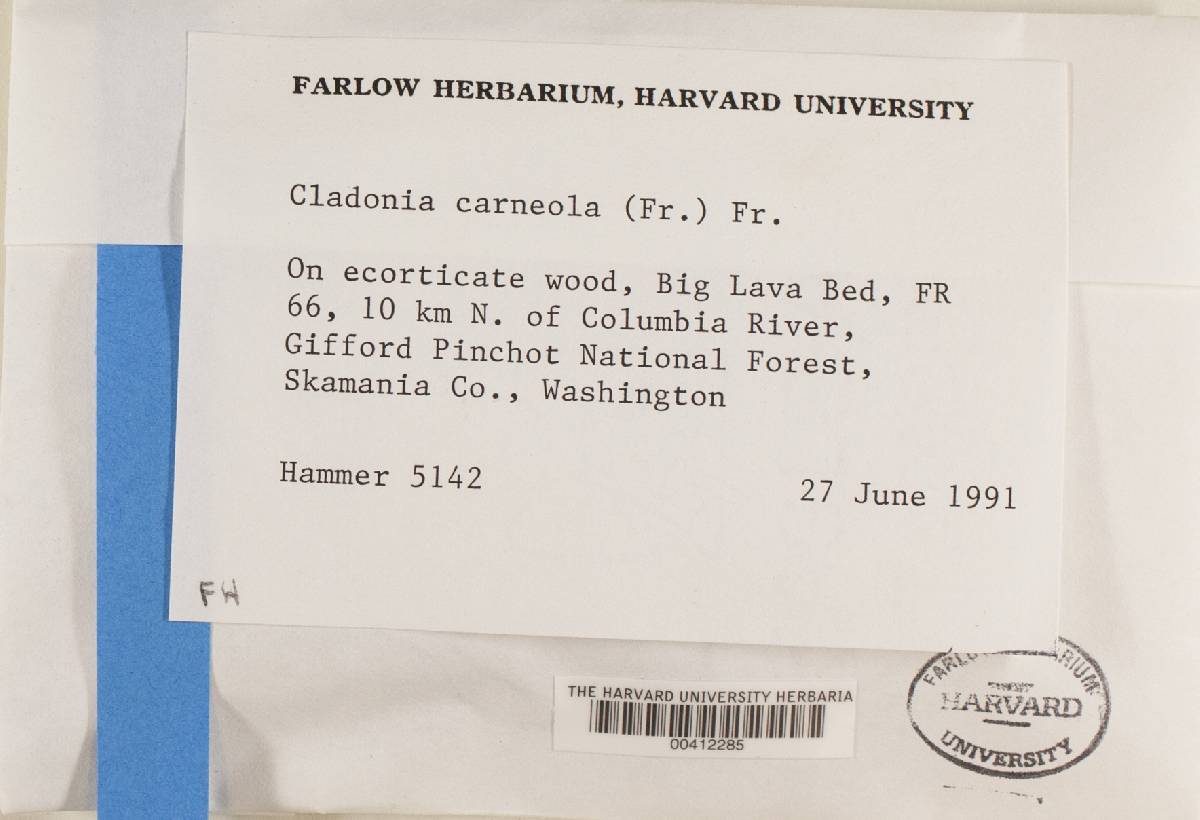 FARLOW HERBARIUM, HARVARD UNIVERSITY
Cladonia carneola (Fr.) Fr.
On ecorticate wood, Big Lava Bed, FR
66, 10 km N. of Columbia River,
Gifford Pinchot National Forest,
Skamania Co., Washington
Hammer 5142
27 June 1991
FH
THE HARVARD UNIVERSITY HERBARIA
00412285
HARVARD
UNIVERSITY